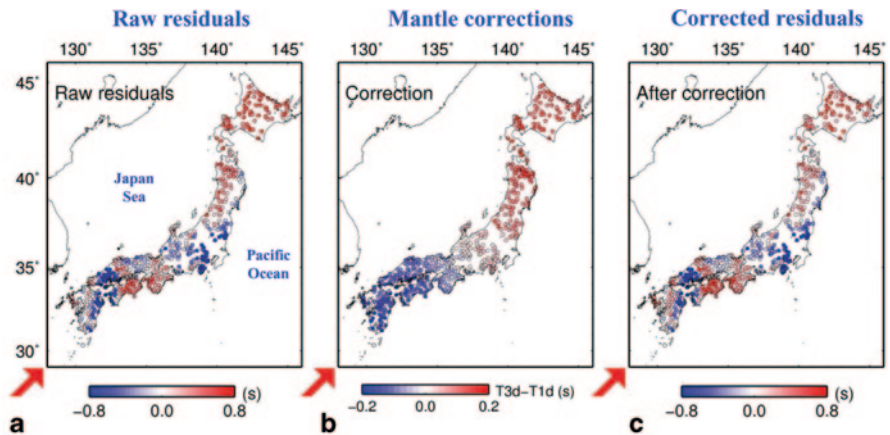 Raw residuals
Mantle corrections
Corrected residuals
130° 135° 140° 145°
130° 135° 140° 145°
130° 135° 140° 145°
45°
40°
35°
30°
Raw residuals
Japan
Sea
Pacific
Ocean
Correction
After correction
(s)
−0.8 0.0 0.8
T3d−T1d (s)
−0.2 0.0 0.2
(s)
−0.8 0.0 0.8
a
b
c